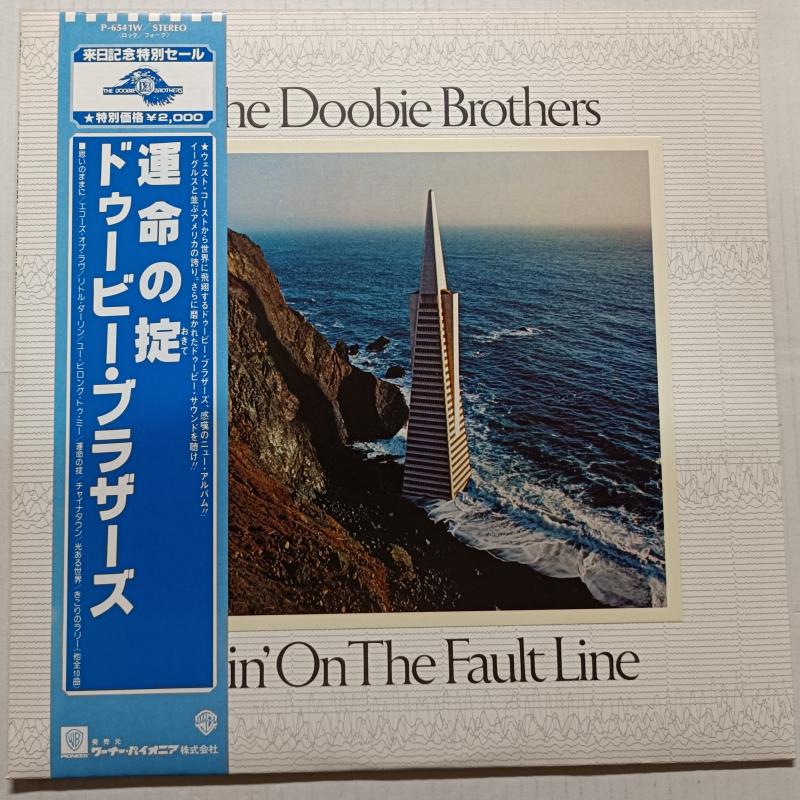 P-6541W/STEREO
(ロック/フォーク)
来日記念特別セール
THE DOOBIE BROTHERS
★特別価格¥2,000
運命の掟
おきて
ドゥービー・ブラザーズ
★ウェスト・コーストから世界に飛翔するドゥービー・ブラザーズ、感嘆のニュー・アルバム!!
イーグルスと並ぶアメリカの誇り。さらに磨かれたドゥービー・サウンドを聴け!!
■思いのままに/エコーズ・オブ・ラヴ/リトル・ダーリン/ユー・ビロング・トゥ・ミー/運命の掟/チャイナタウン/光ある世界/きこりのラリー(他全10曲)
WB
PIONEER
発売元
ワーナー・パイオニア株式会社
he Doobie Brothers
in' On The Fault Line